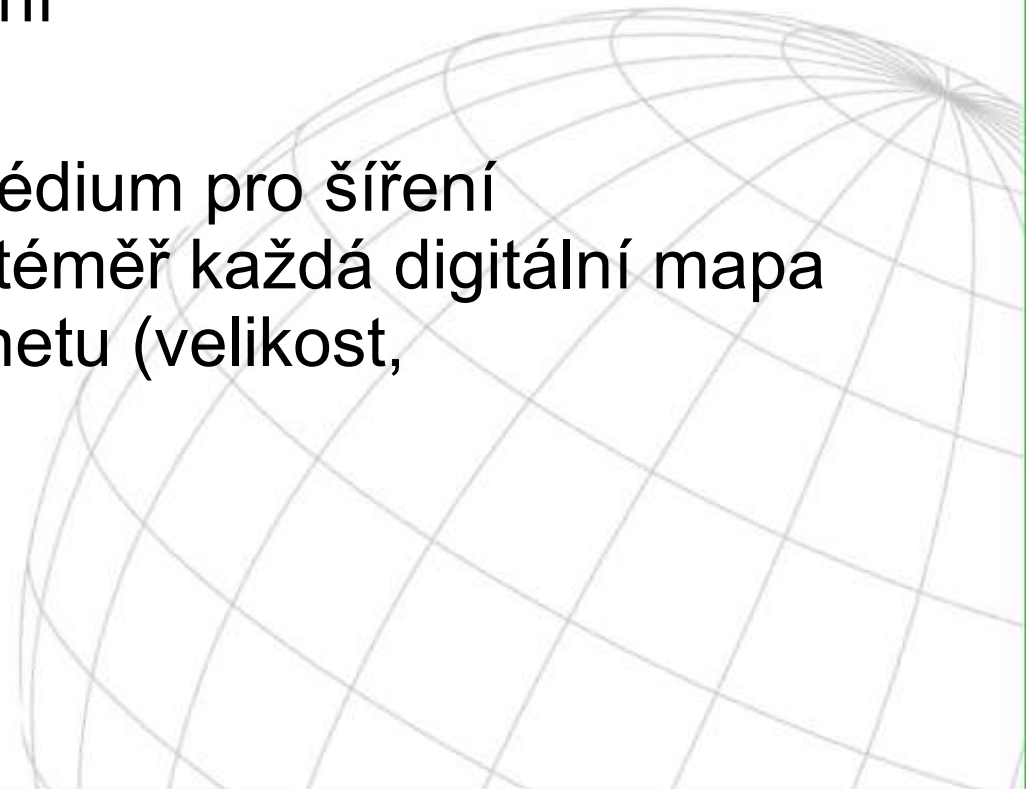 édium pro šíření
téměř každá digitální mapa
netu (velikost,